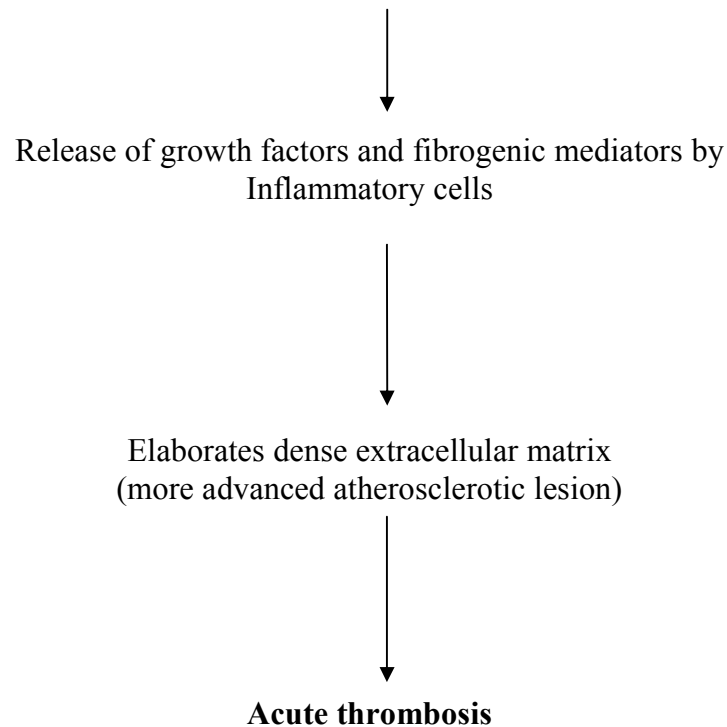 Release of growth factors and fibrogenic mediators by
Inflammatory cells
Elaborates dense extracellular matrix
(more advanced atherosclerotic lesion)
Acute thrombosis